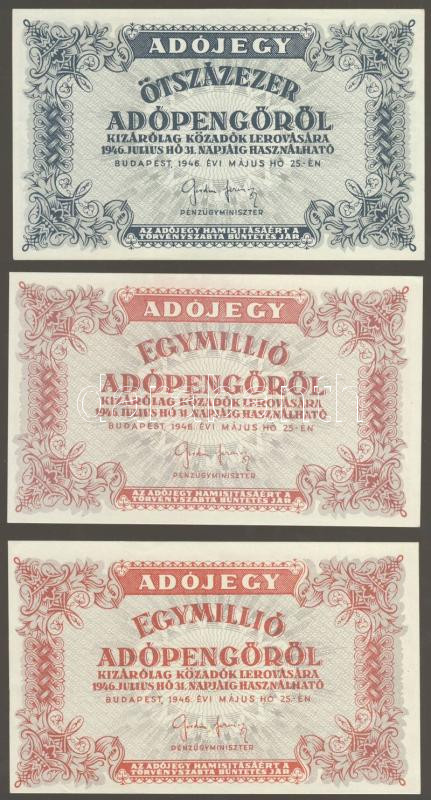 ADÓJEGY
ÖTSZÁZEZER
ADÓPENGŐRŐL
KIZÁRÓLAG KÖZADÓK LEROVÁSÁRA
1946. JULIUS HÓ 31. NAPJÁIG HASZNÁLHATÓ
BUDAPEST, 1946. ÉVI MÁJUS HÓ 25.-ÉN
PÉNZÜGYMINISZTER
AZ ADÓJEGY HAMISITÁSÁÉRT A
TÖRVÉNYSZABTA BÜNTETÉS JÁR
ADÓJEGY
EGYMILLIÓ
ADÓPENGŐRŐL
KIZÁRÓLAG KÖZADÓK LEROVÁSÁRA
1946. JULIUS HÓ 31. NAPJÁIG HASZNÁLHATÓ
BUDAPEST, 1946. ÉVI MÁJUS HÓ 25.-ÉN
PÉNZÜGYMINISZTER
AZ ADÓJEGY HAMISITÁSÁÉRT A
TÖRVÉNYSZABTA BÜNTETÉS JÁR
ADÓJEGY
EGYMILLIÓ
ADÓPENGŐRŐL
KIZÁRÓLAG KÖZADÓK LEROVÁSÁRA
1946. JULIUS HÓ 31. NAPJÁIG HASZNÁLHATÓ
BUDAPEST, 1946. ÉVI MÁJUS HÓ 25.-ÉN
PÉNZÜGYMINISZTER
AZ ADÓJEGY HAMISITÁSÁÉRT A
TÖRVÉNYSZABTA BÜNTETÉS JÁR